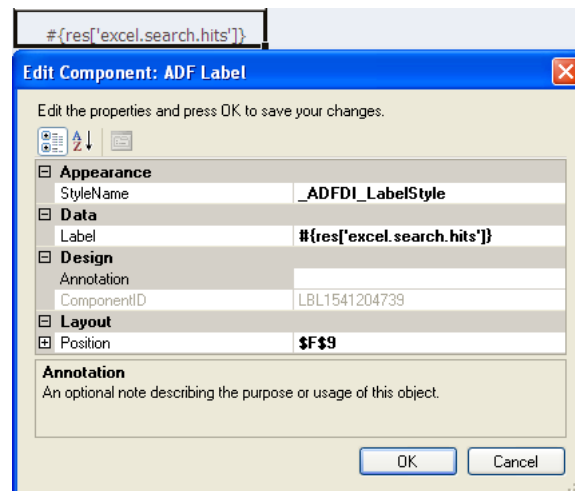 #{res['excel.search.hits']}
Edit Component: ADF Label
Edit the properties and press OK to save your changes.
Appearance
StyleName _ADFDI_LabelStyle
Data
Label #{res['excel.search.hits']}
Design
Annotation
ComponentID LBL1541204739
Layout
Position $F$9
Annotation
An optional note describing the purpose or usage of this object.
OK Cancel